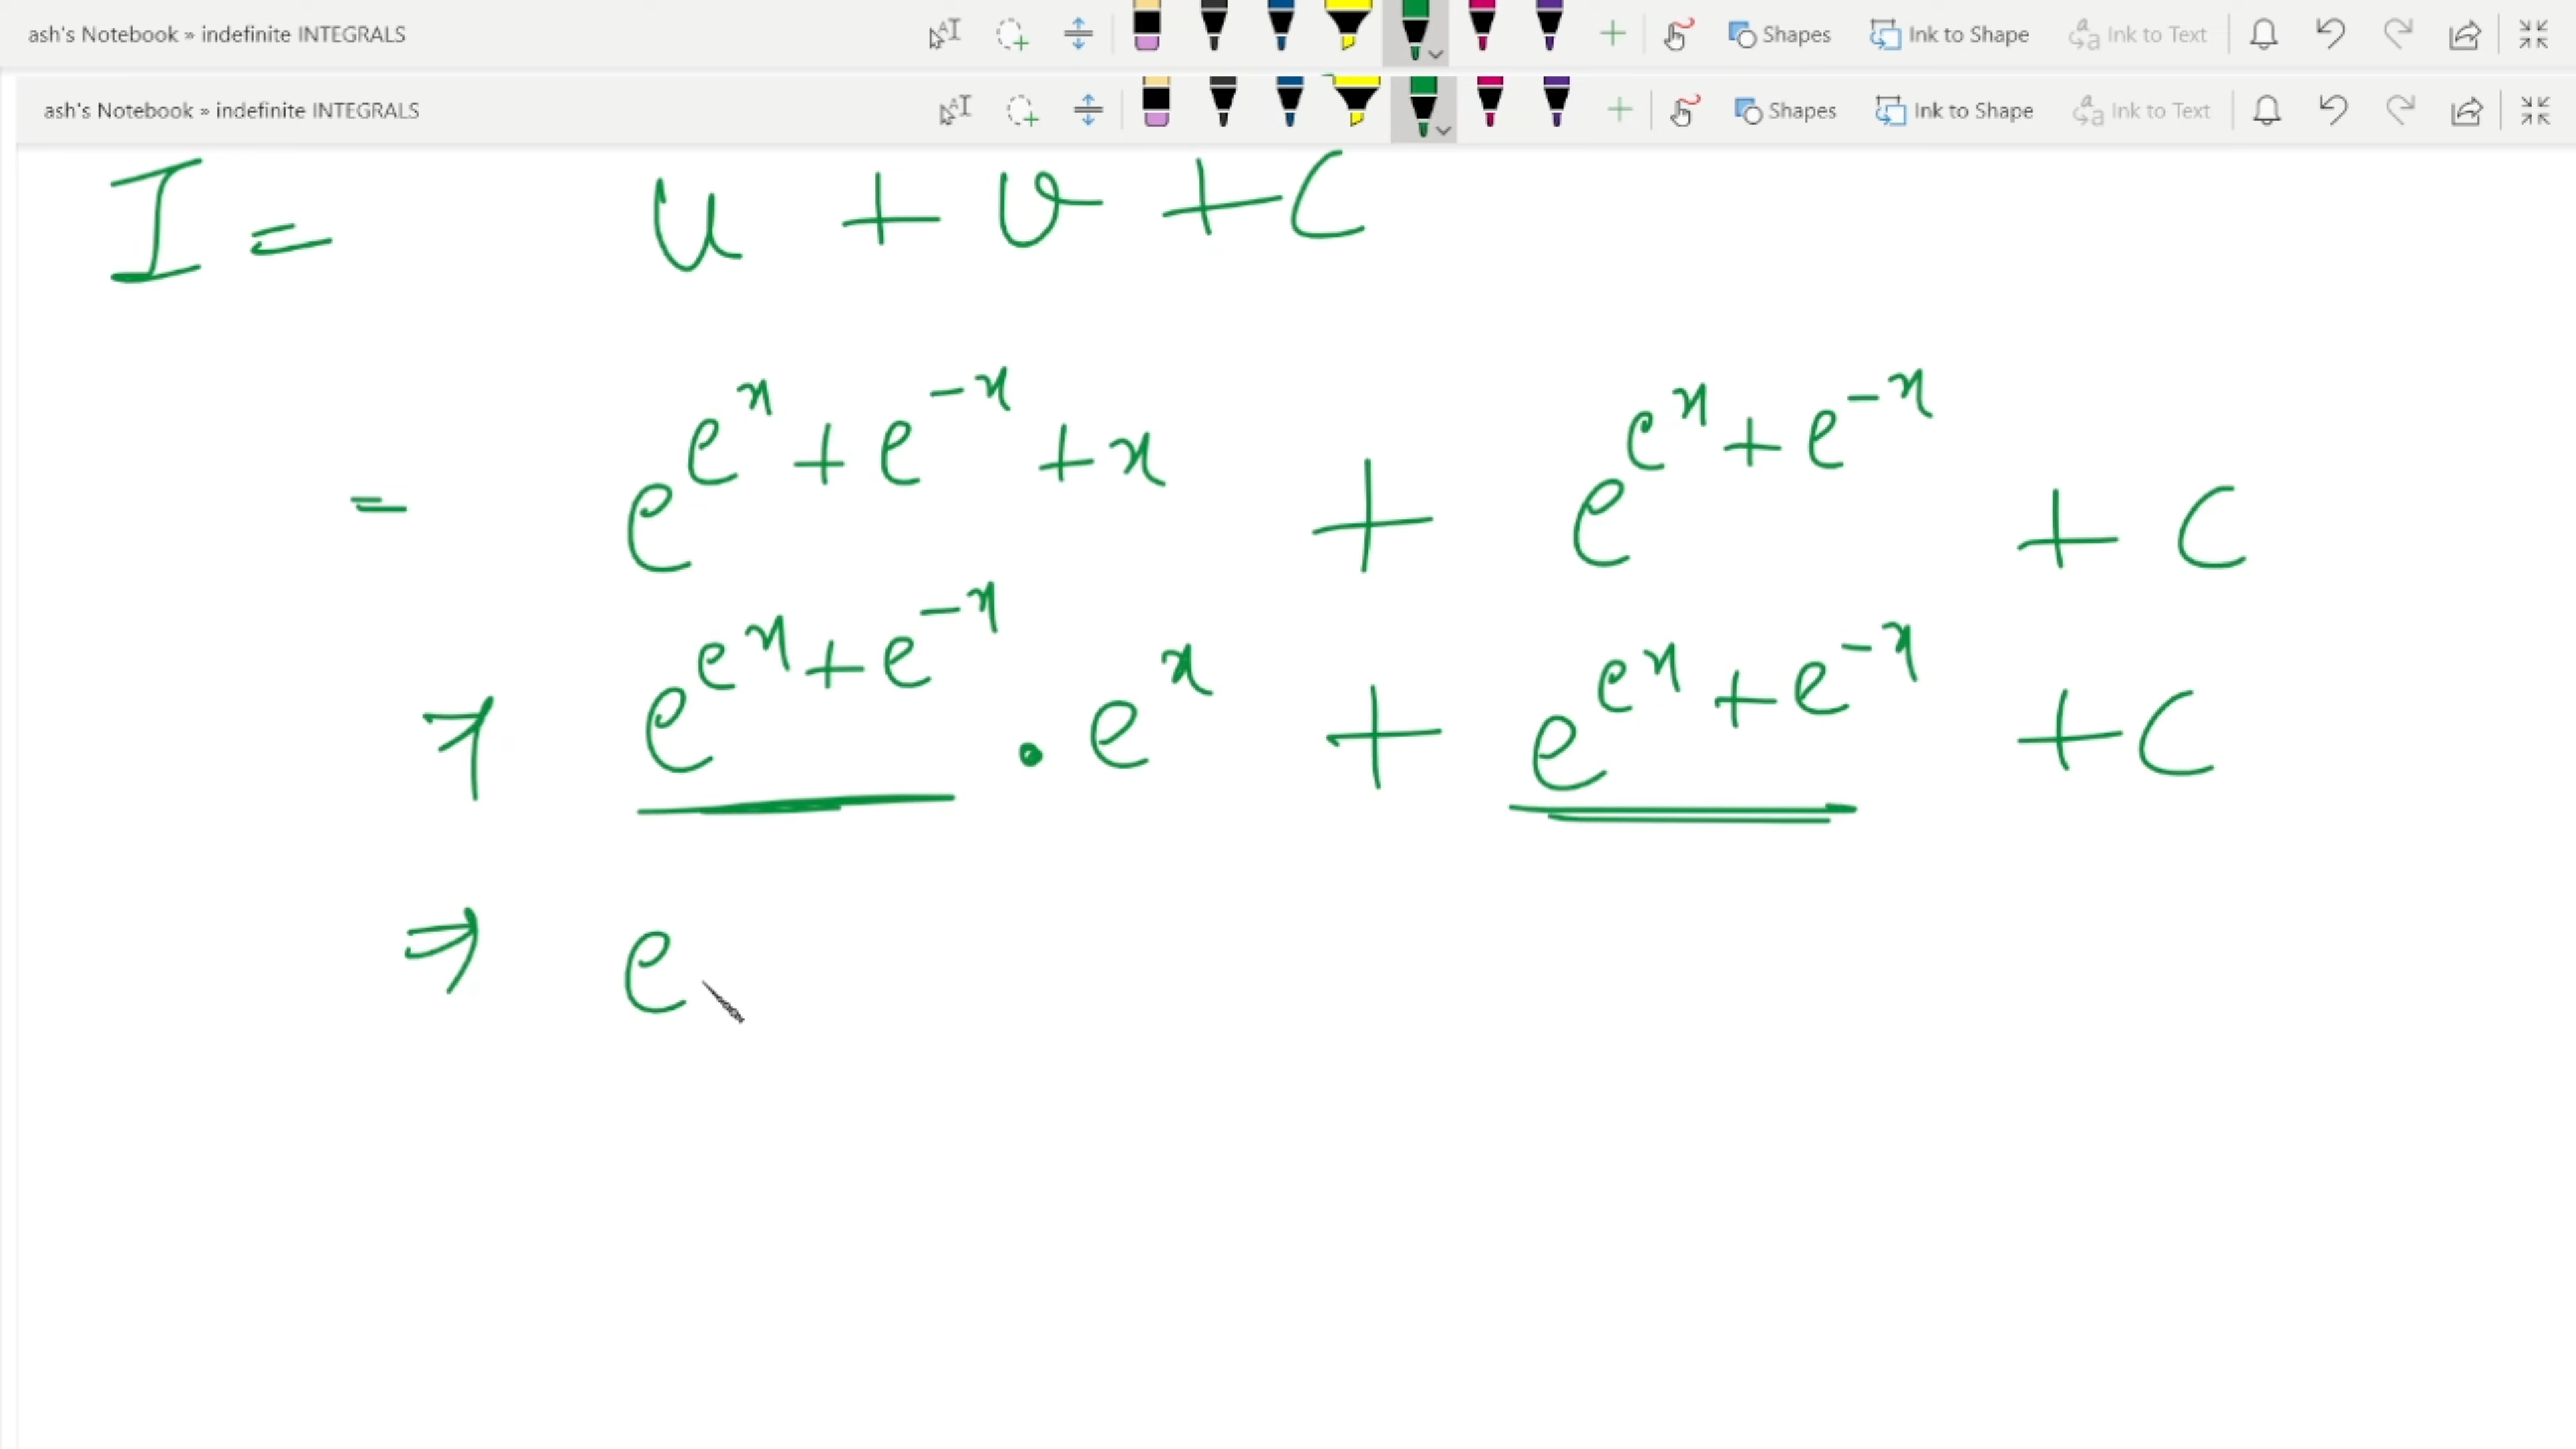 ash's Notebook » indefinite INTEGRALS Shapes Ink to Shape Ink to Text
ash's Notebook » indefinite INTEGRALS Shapes Ink to Shape Ink to Text
I = u + v + C
= e^{e^x + e^{-x} + x} + e^{e^x + e^{-x}} + C
⇒ e^{e^x + e^{-x}} . e^x + e^{e^x + e^{-x}} + C
⇒ e